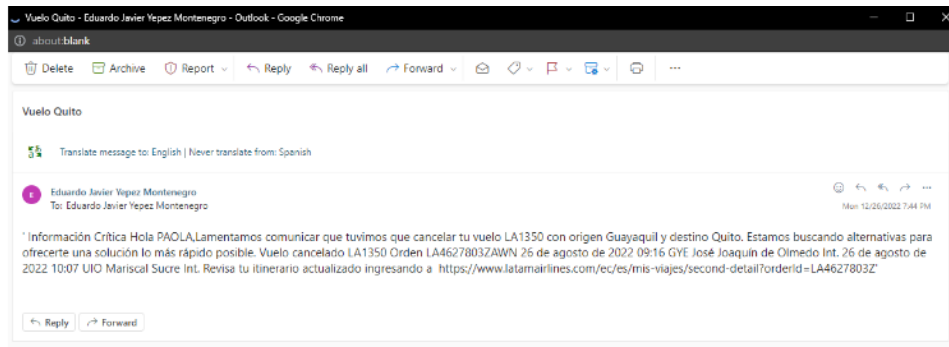 Vuelo Quito - Eduardo Javier Yepez Montenegro - Outlook - Google Chrome
about:blank
Delete Archive Report Reply Reply all Forward
Vuelo Quito
Translate message to: English | Never translate from: Spanish
E
Eduardo Javier Yepez Montenegro
To: Eduardo Javier Yepez Montenegro
Mon 12/26/2022 7:44 PM
" Información Crítica Hola PAOLA,Lamentamos comunicar que tuvimos que cancelar tu vuelo LA1350 con origen Guayaquil y destino Quito. Estamos buscando alternativas para
ofrecerte una solución lo más rápido posible. Vuelo cancelado LA1350 Orden LA4627803ZAWN 26 de agosto de 2022 09:16 GYE José Joaquín de Olmedo Int. 26 de agosto de
2022 10:07 UIO Mariscal Sucre Int. Revisa tu itinerario actualizado ingresando a https://www.latamairlines.com/ec/es/mis-viajes/second-detail?orderId=LA4627803Z"
Reply Forward